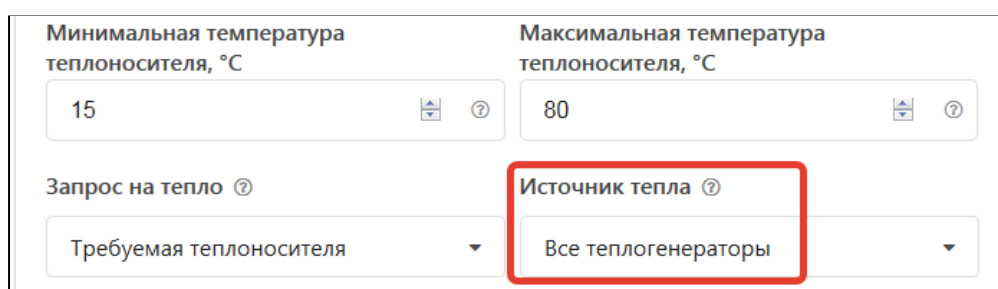 Минимальная температура
теплоносителя, °C
Максимальная температура
теплоносителя, °C
15
80
Запрос на тепло
Источник тепла
Требуемая теплоносителя
Все теплогенераторы